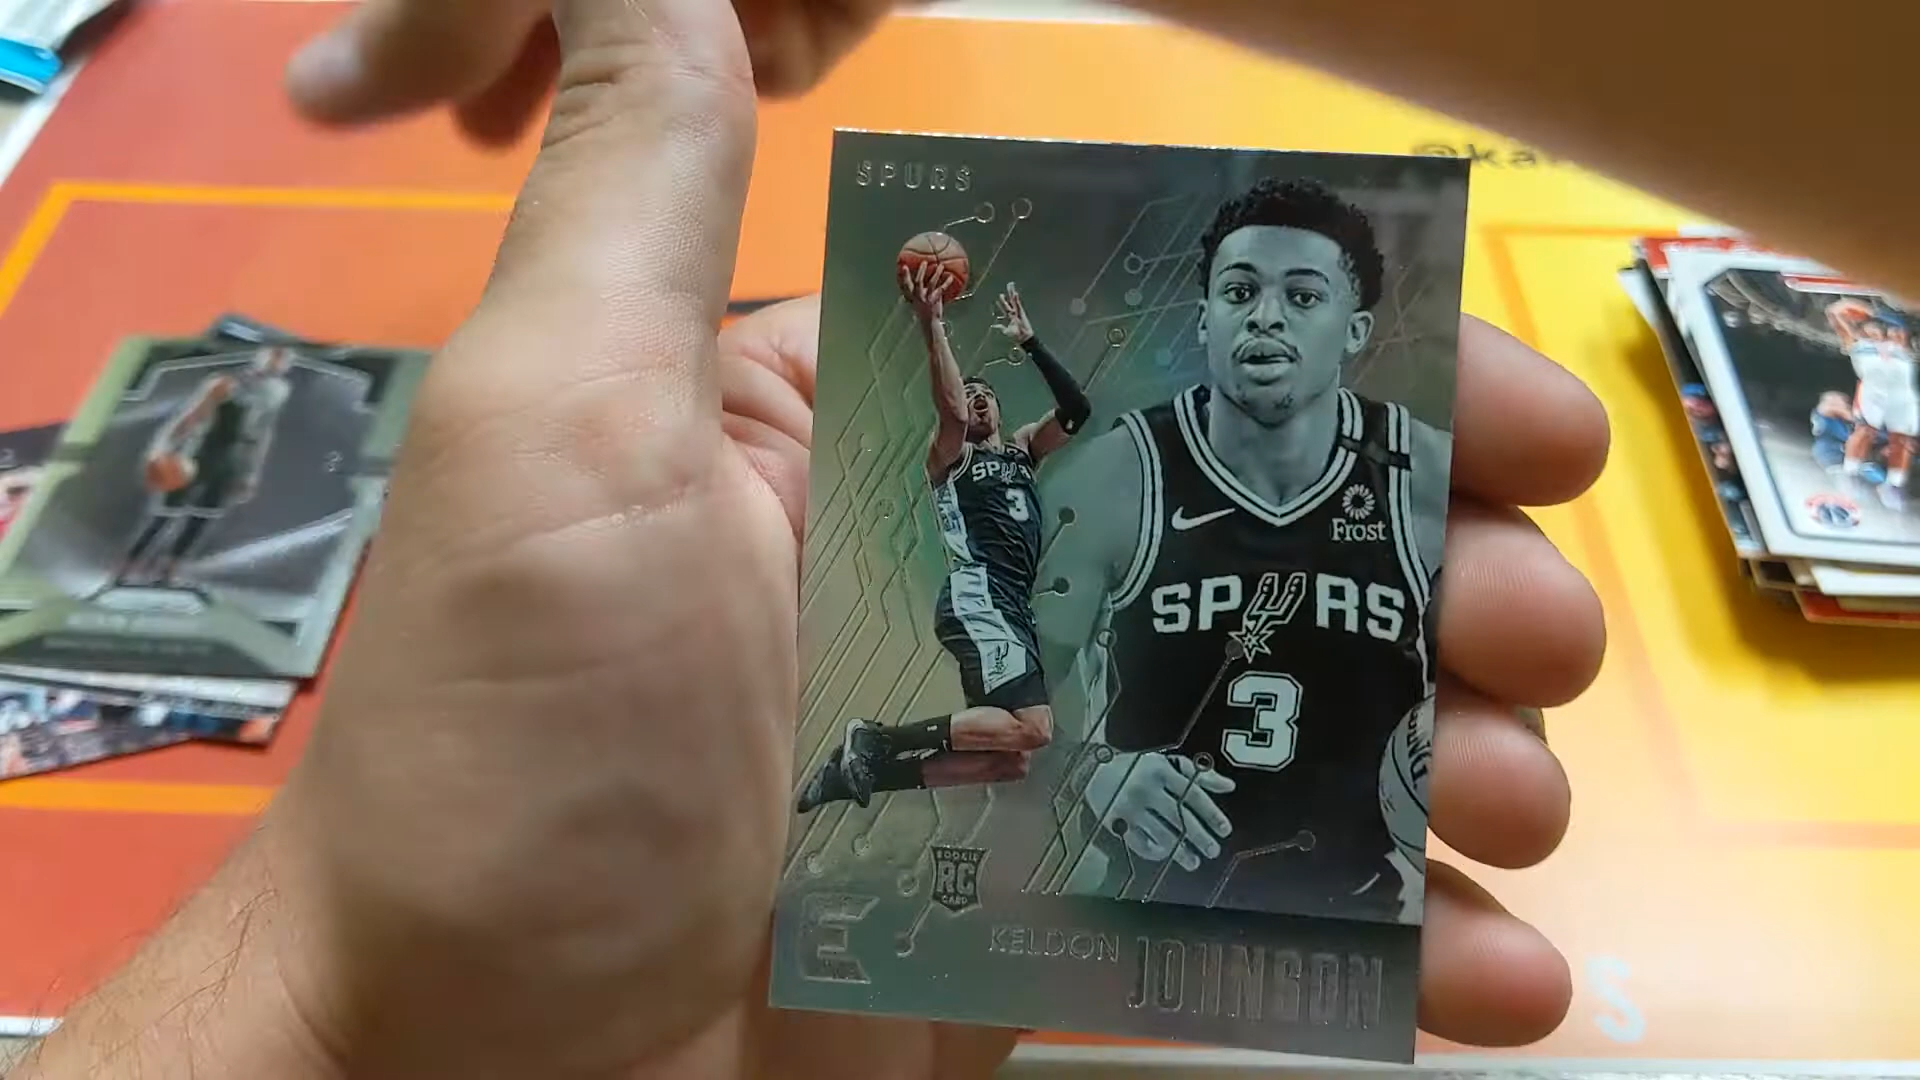 @ka
SPURS
SPURS
3
Frost
SPURS
3
ROOKIE
RC
CARD
E
KELDON JOHNSON
S